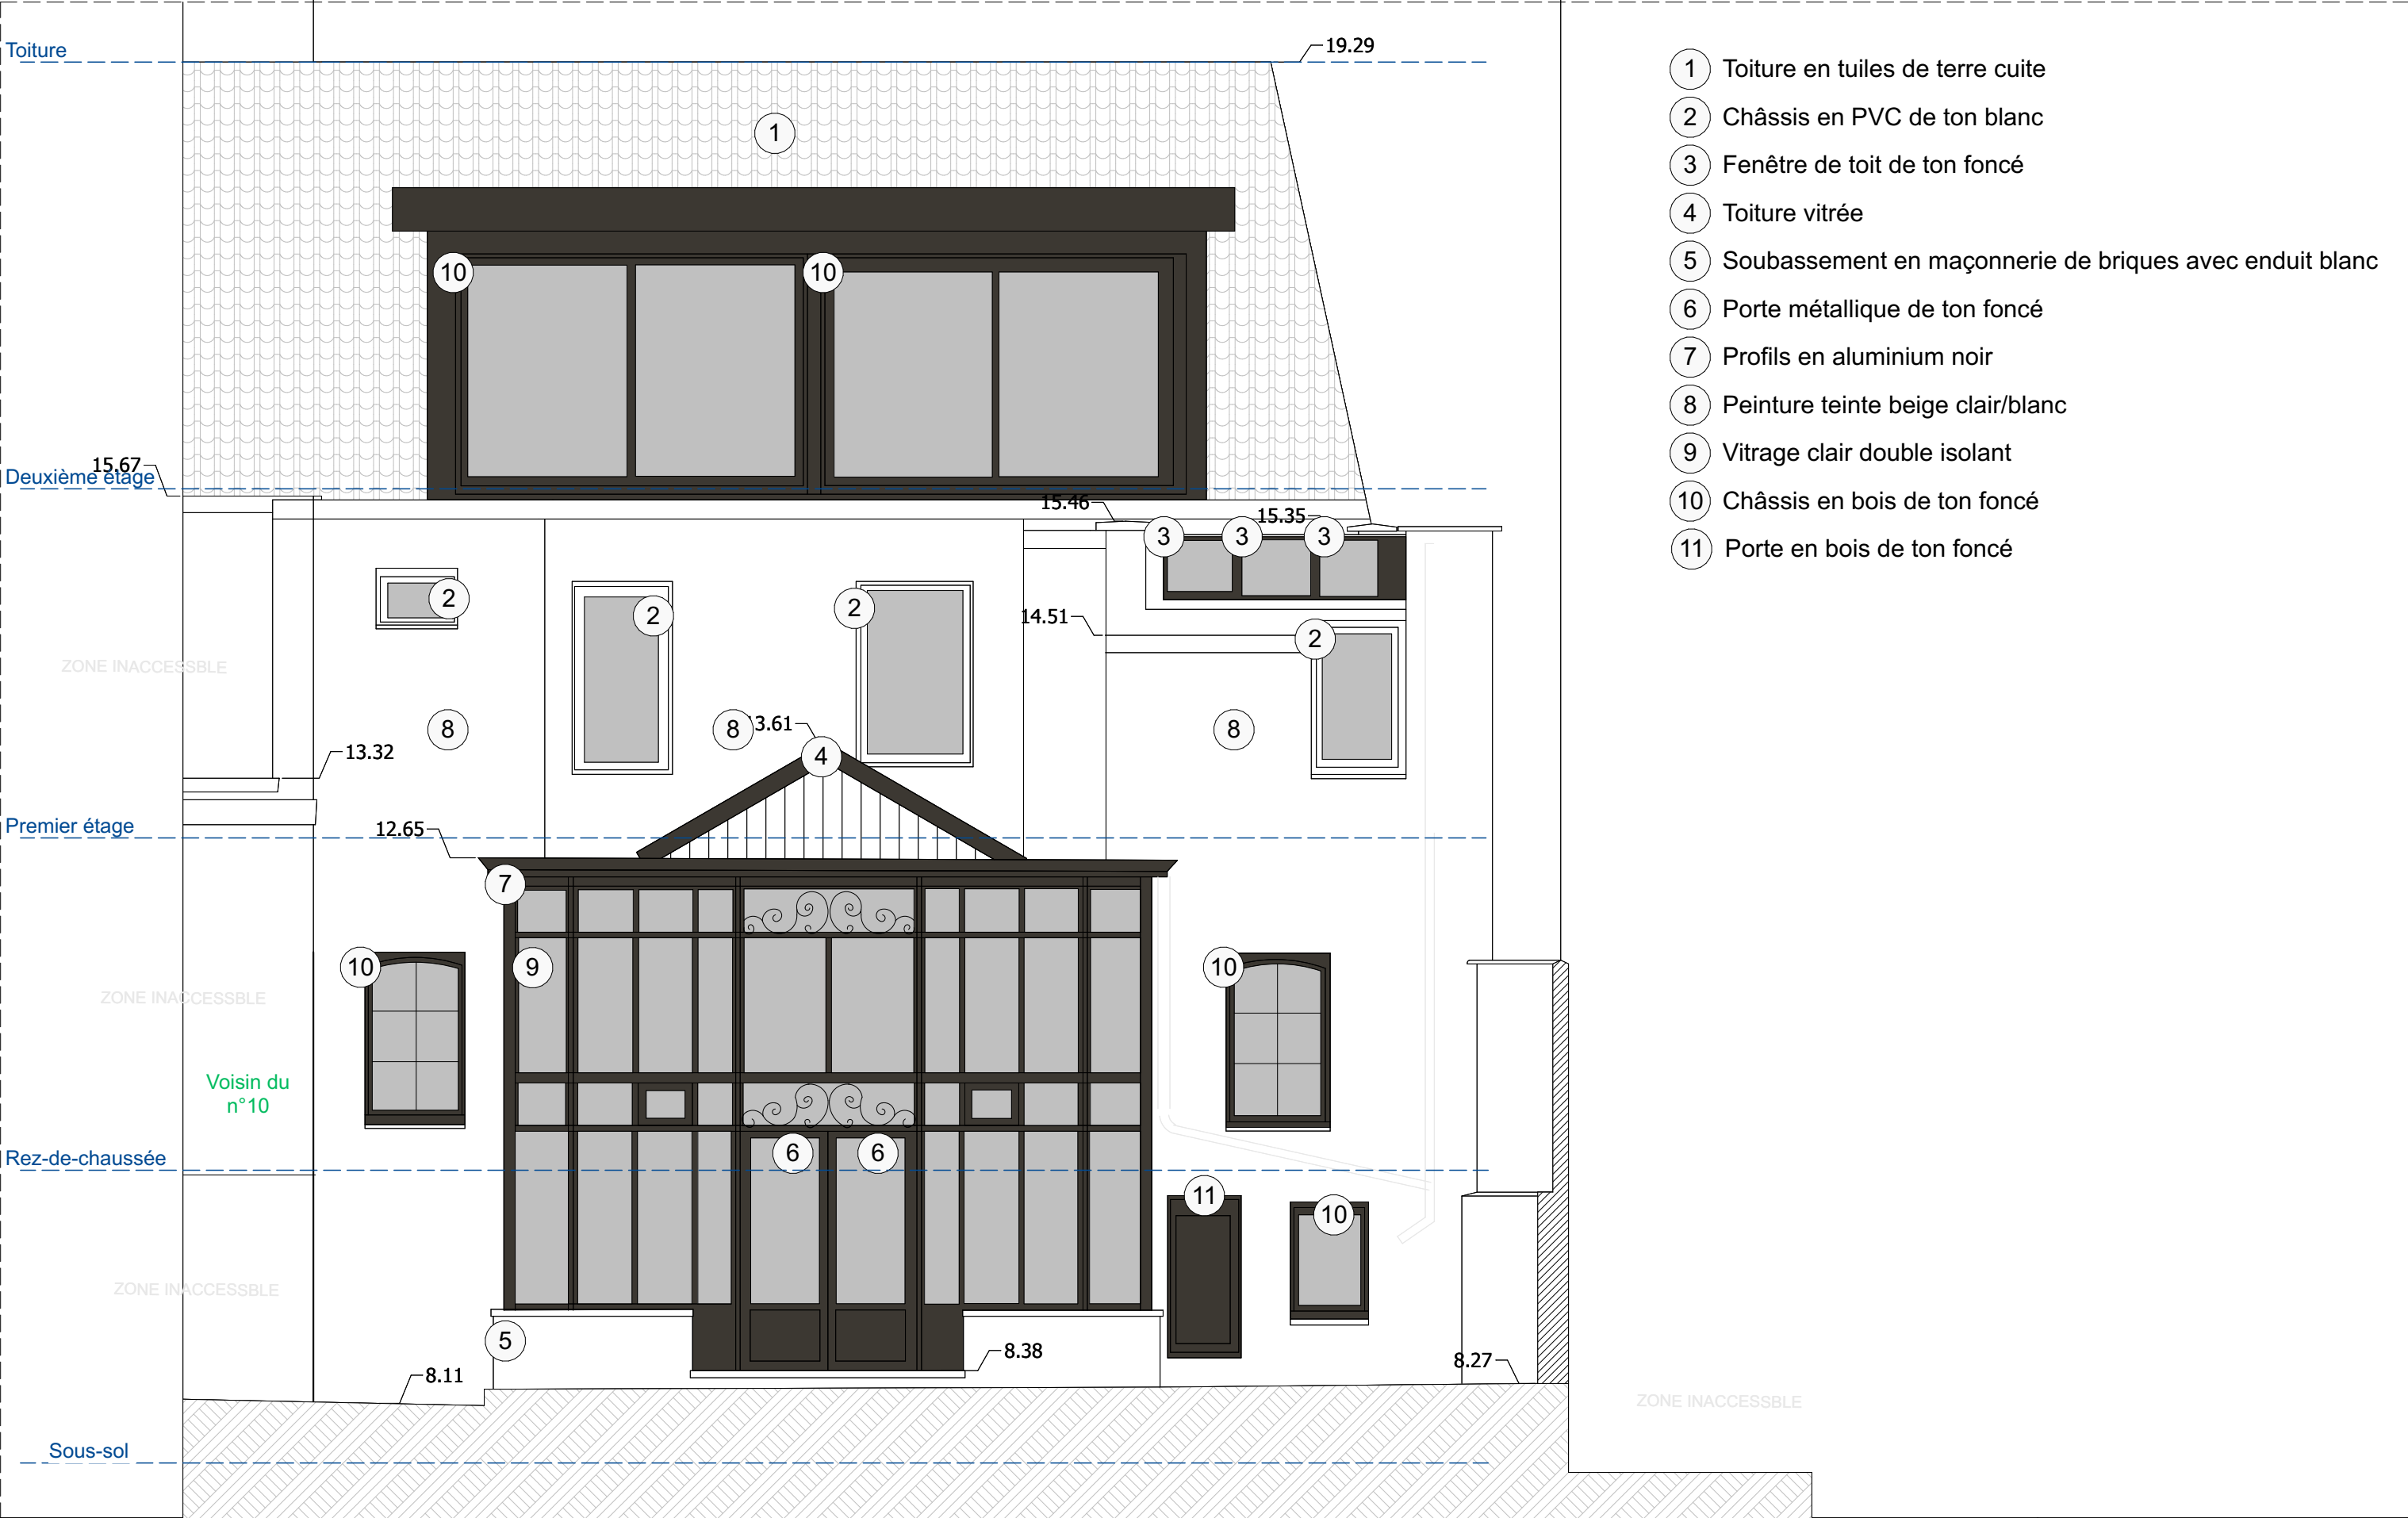 Toiture
19.29
1
10
10
15.67
Deuxième étage
15.46
15.35
3
3
3
2
2
2
14.51
2
ZONE INACCESSBLE
8
8
3.61
8
13.32
4
Premier étage
12.65
7
10
9
10
ZONE INACCESSBLE
Voisin du
n°10
Rez-de-chaussée
6
6
11
10
ZONE INACCESSBLE
5
8.38
8.27
8.11
ZONE INACCESSBLE
Sous-sol
1 Toiture en tuiles de terre cuite
2 Châssis en PVC de ton blanc
3 Fenêtre de toit de ton foncé
4 Toiture vitrée
5 Soubassement en maçonnerie de briques avec enduit blanc
6 Porte métallique de ton foncé
7 Profils en aluminium noir
8 Peinture teinte beige clair/blanc
9 Vitrage clair double isolant
10 Châssis en bois de ton foncé
11 Porte en bois de ton foncé